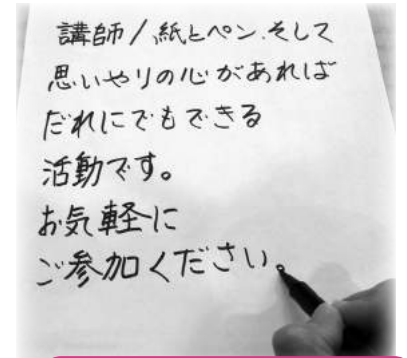 講師/紙とペン、そして
思いやりの心があれば
だれにでもできる
活動です。
お気軽に
ご参加ください。